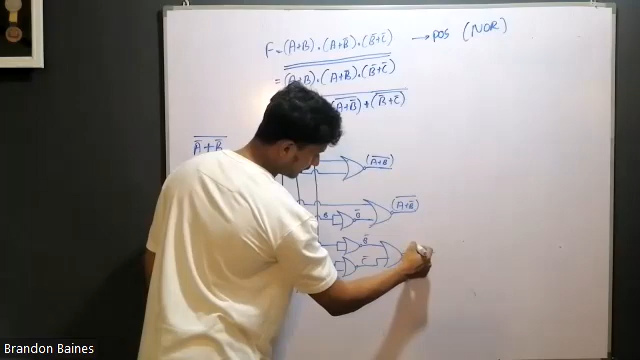 F = (A+B) . (A+B̅) . (B̅+C̅) → POS (NOR)
= (A+B) . (A+B̅) . (B̅+C̅)
(A+B̅) + (B̅+C̅)
A̅+B̅
(A+B)
(A+B̅)
B B̅
B̅
C̅
Brandon Baines